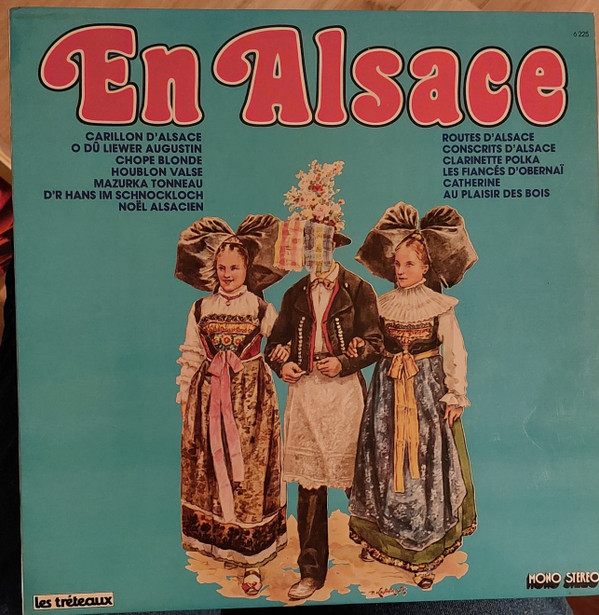 6 225
En Alsace
CARILLON D'ALSACE
O DÛ LIEWER AUGUSTIN
CHOPE BLONDE
HOUBLON VALSE
MAZURKA TONNEAU
D'R HANS IM SCHNOCKLOCH
NOËL ALSACIEN
ROUTES D'ALSACE
CONSCRITS D'ALSACE
CLARINETTE POLKA
LES FIANCÉS D'OBERNAÏ
CATHERINE
AU PLAISIR DES BOIS
les tréteaux
MONO STEREO